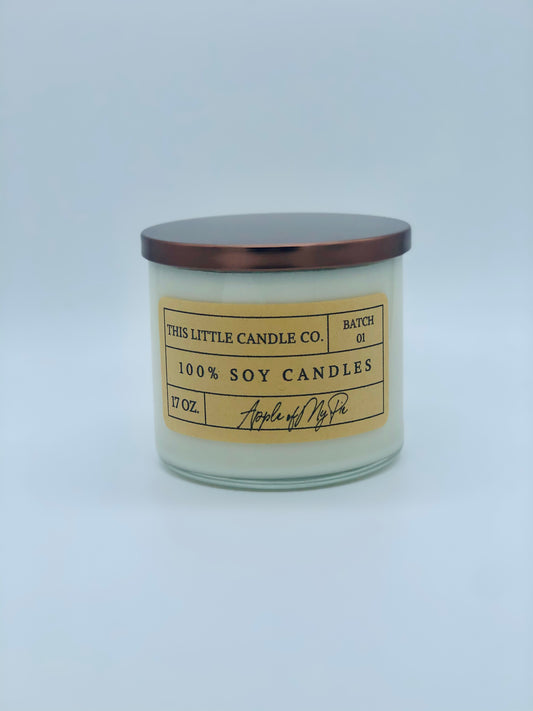 THIS LITTLE CANDLE CO.
BATCH
01
100% SOY CANDLES
17 OZ.
Apple of My Pie